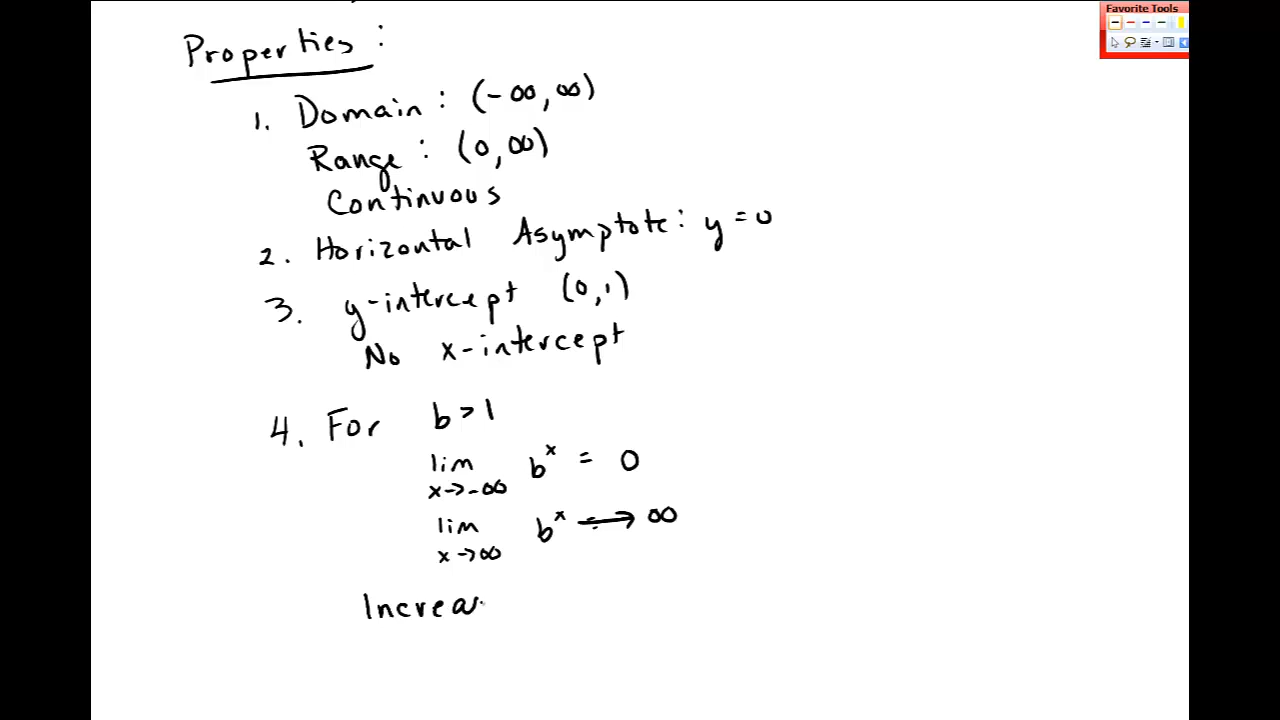 Favorite Tools
Properties:
1. Domain: (-∞, ∞)
Range: (0, ∞)
Continuous
2. Horizontal Asymptote: y = 0
3. y-intercept (0, 1)
No x-intercept
4. For b > 1
lim b^x = 0
x→-∞
lim b^x → ∞
x→∞
Increas